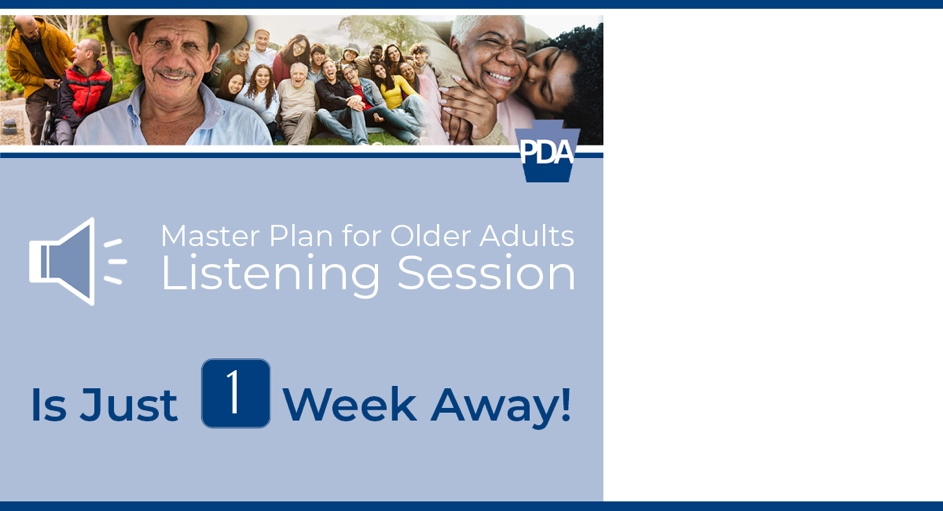 PDA
Master Plan for Older Adults
Listening Session
Is Just 1 Week Away!